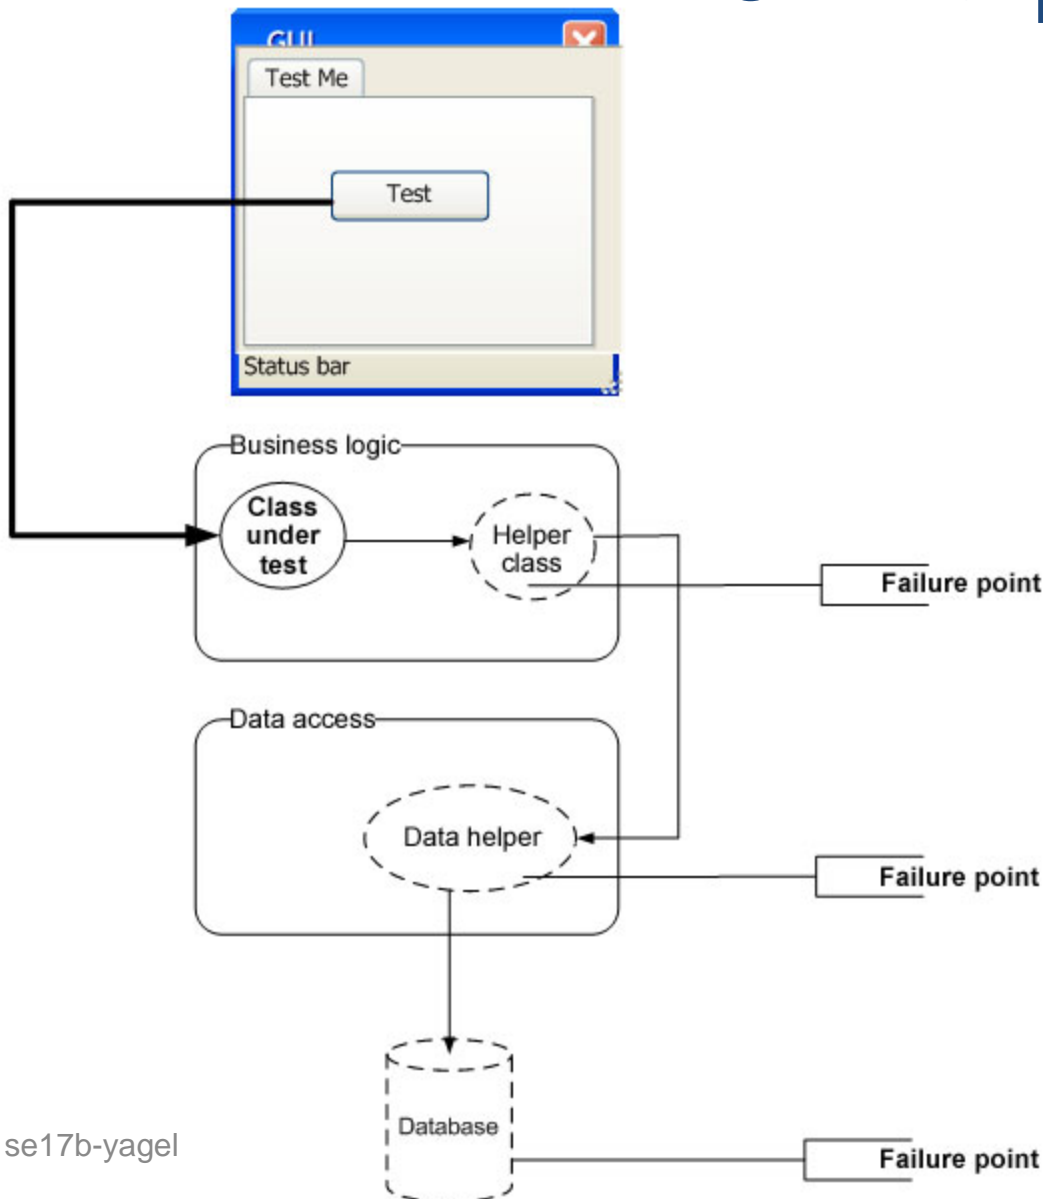 GUI
Test Me
Test
Status bar
Business logic
Class
under
test
Helper
class
Failure point
Data access
Data helper
Failure point
Database
se17b-yagel
Failure point